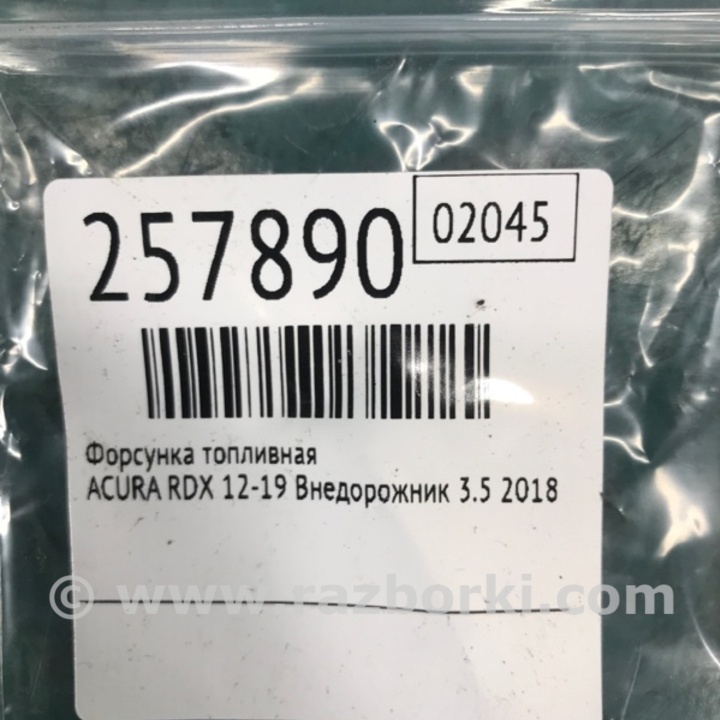 257890
02045
Форсунка топливная
ACURA RDX 12-19 Внедорожник 3.5 2018
© www.razborki.com